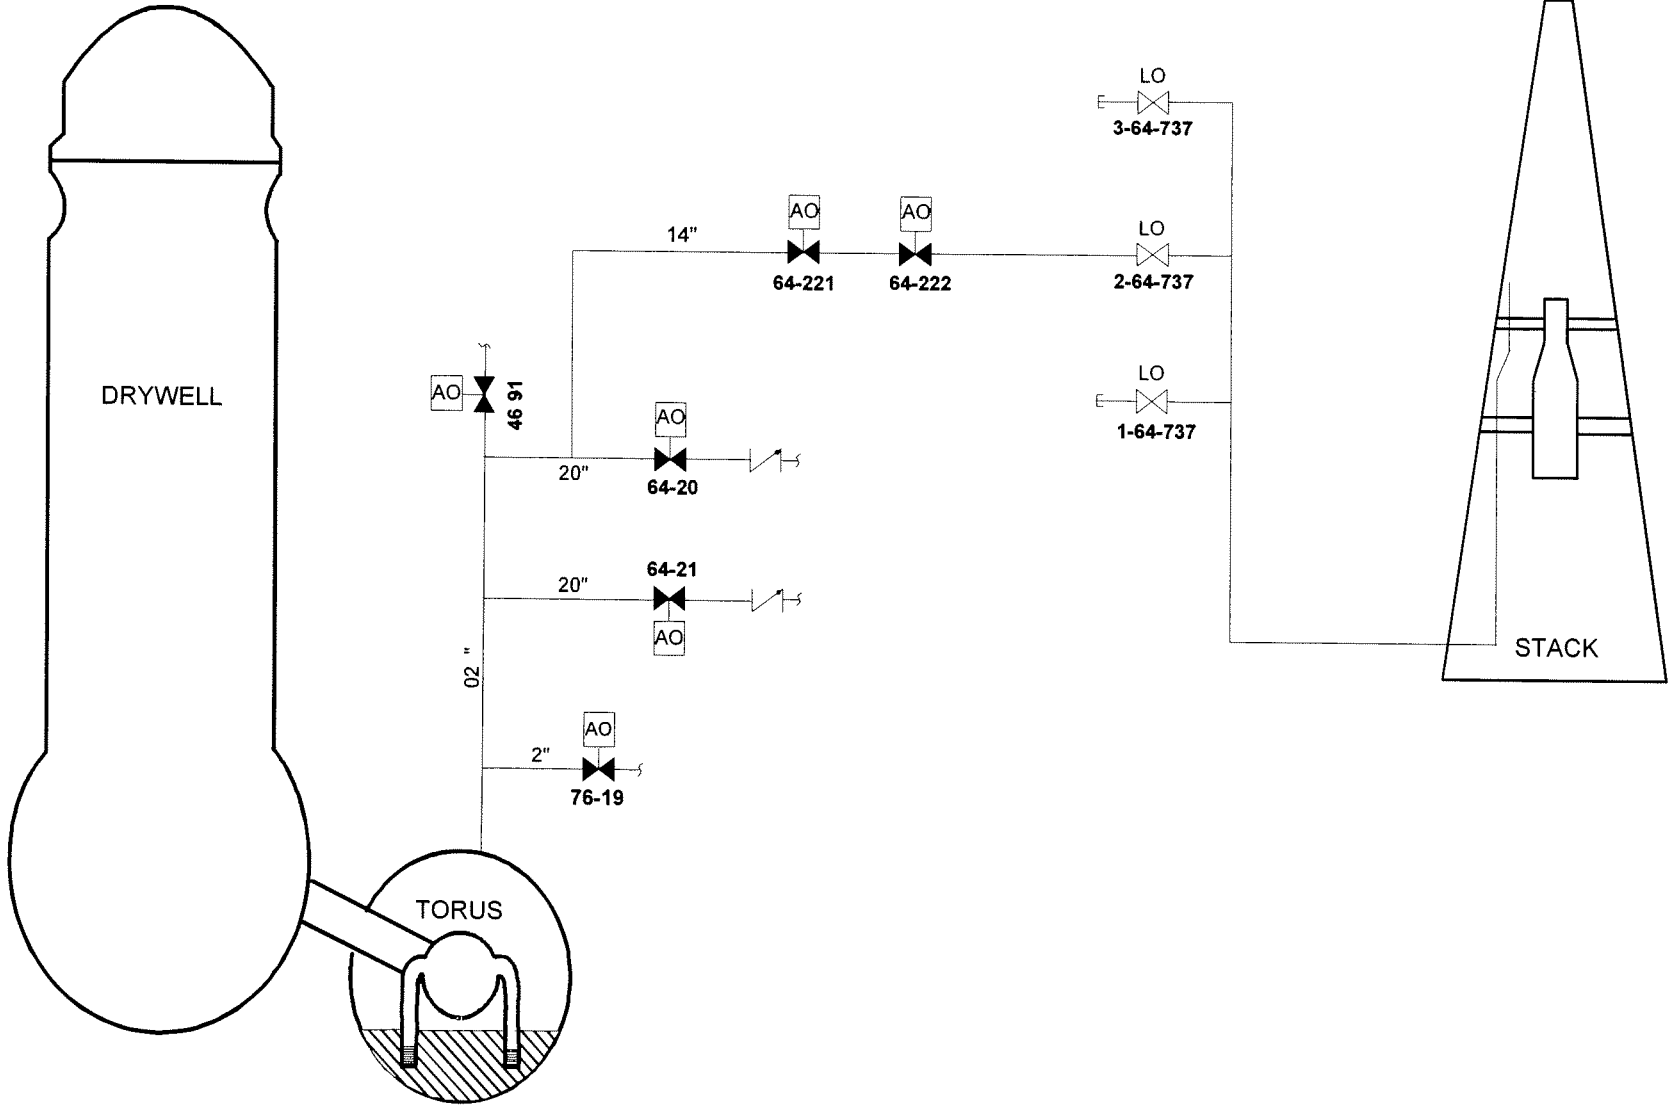 LO
3-64-737
AO
AO
14"
64-221
64-222
LO
2-64-737
DRYWELL
AO
46 91
LO
1-64-737
AO
20"
64-20
64-21
20"
AO
02 "
STACK
AO
2"
76-19
TORUS